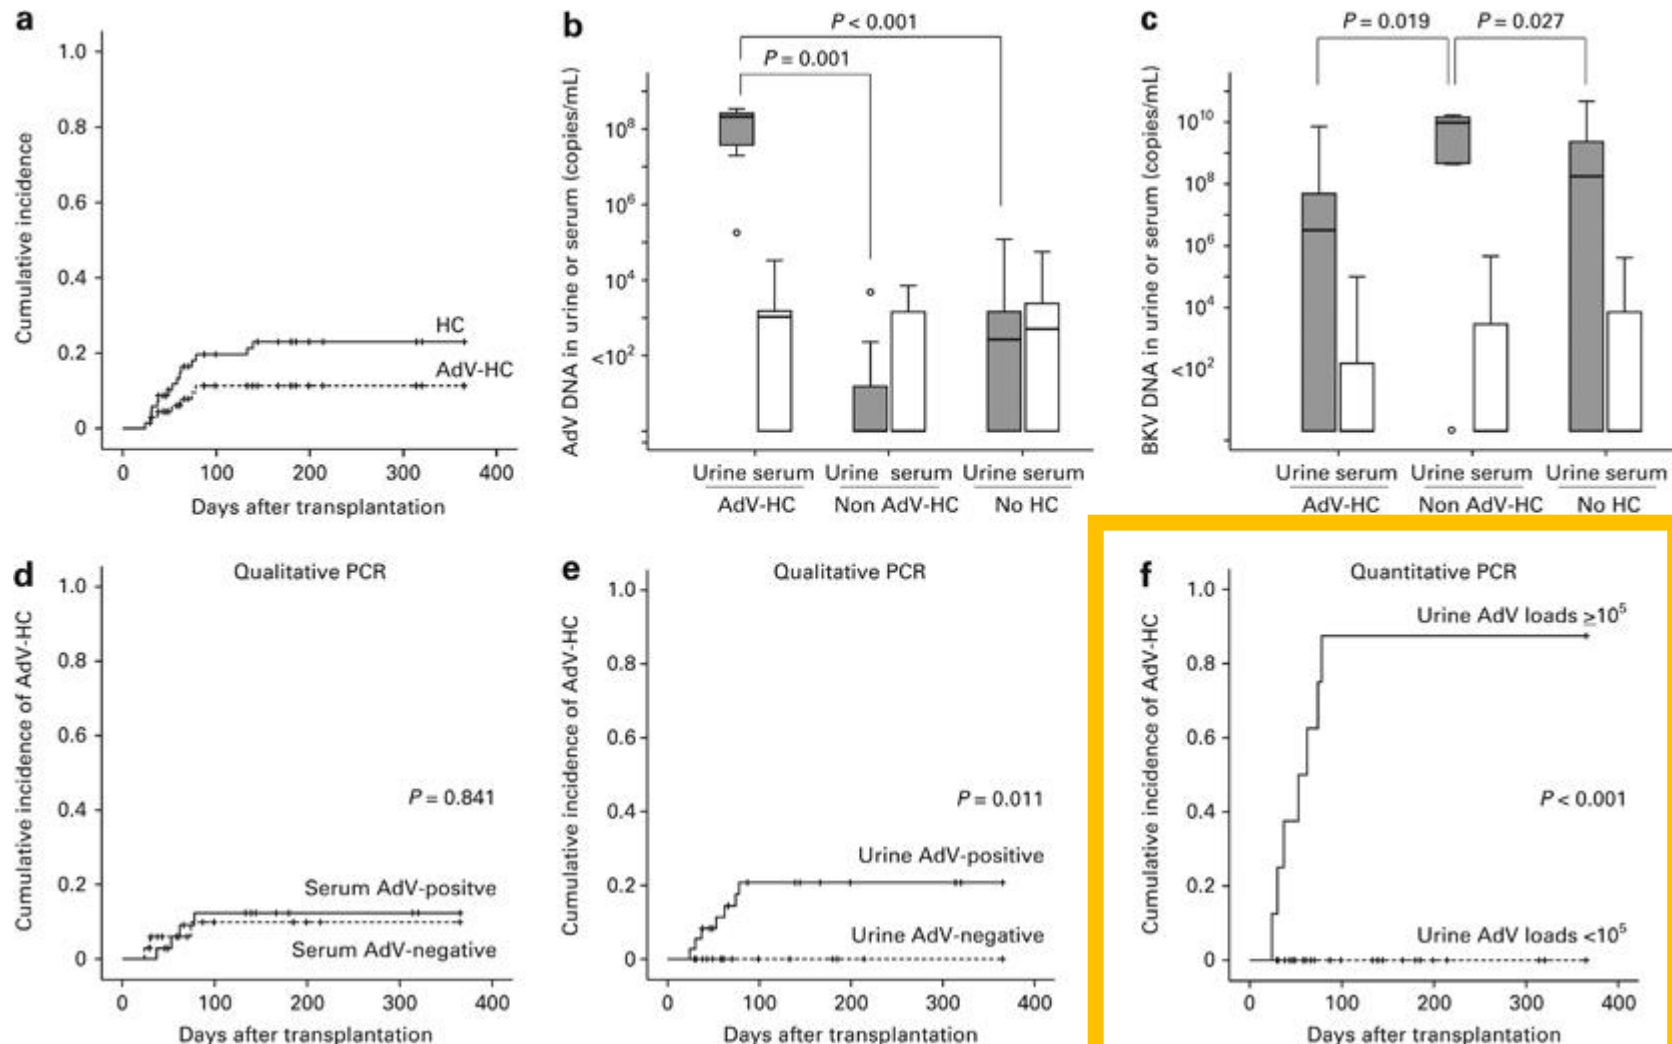 a
1.0
0.8
0.6
0.4
0.2
0
Cumulative incidence
HC
AdV-HC
0 100 200 300 400
Days after transplantation
b
P < 0.001
P = 0.001
AdV DNA in urine or serum (copies/mL)
10⁸
10⁶
10⁴
<10²
Urine serum Urine serum Urine serum
AdV-HC Non AdV-HC No HC
c
P = 0.019 P = 0.027
BKV DNA in urine or serum (copies/mL)
10¹⁰
10⁸
10⁶
10⁴
<10²
Urine serum Urine serum Urine serum
AdV-HC Non AdV-HC No HC
d
Qualitative PCR
1.0
0.8
0.6
0.4
0.2
0
Cumulative incidence of AdV-HC
P = 0.841
Serum AdV-positve
Serum AdV-negative
0 100 200 300 400
Days after transplantation
e
Qualitative PCR
1.0
0.8
0.6
0.4
0.2
0
Cumulative incidence of AdV-HC
P = 0.011
Urine AdV-positive
Urine AdV-negative
0 100 200 300 400
Days after transplantation
f
Quantitative PCR
1.0
0.8
0.6
0.4
0.2
0
Cumulative incidence of AdV-HC
Urine AdV loads ≥10⁵
P < 0.001
Urine AdV loads <10⁵
0 100 200 300 400
Days after transplantation